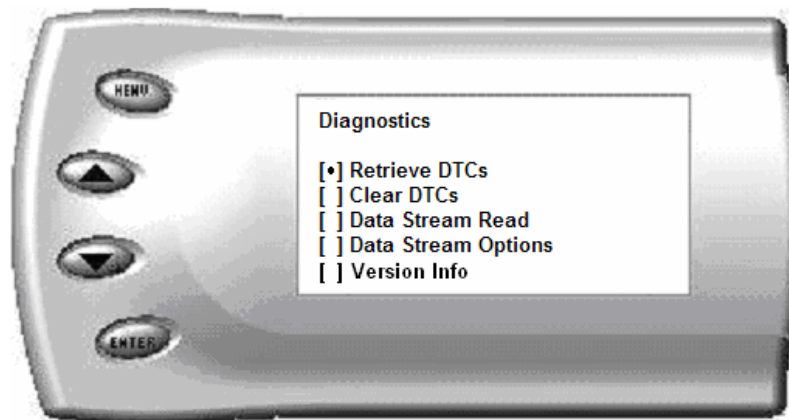 MENU
Diagnostics
[•] Retrieve DTCs
[ ] Clear DTCs
[ ] Data Stream Read
[ ] Data Stream Options
[ ] Version Info
ENTER